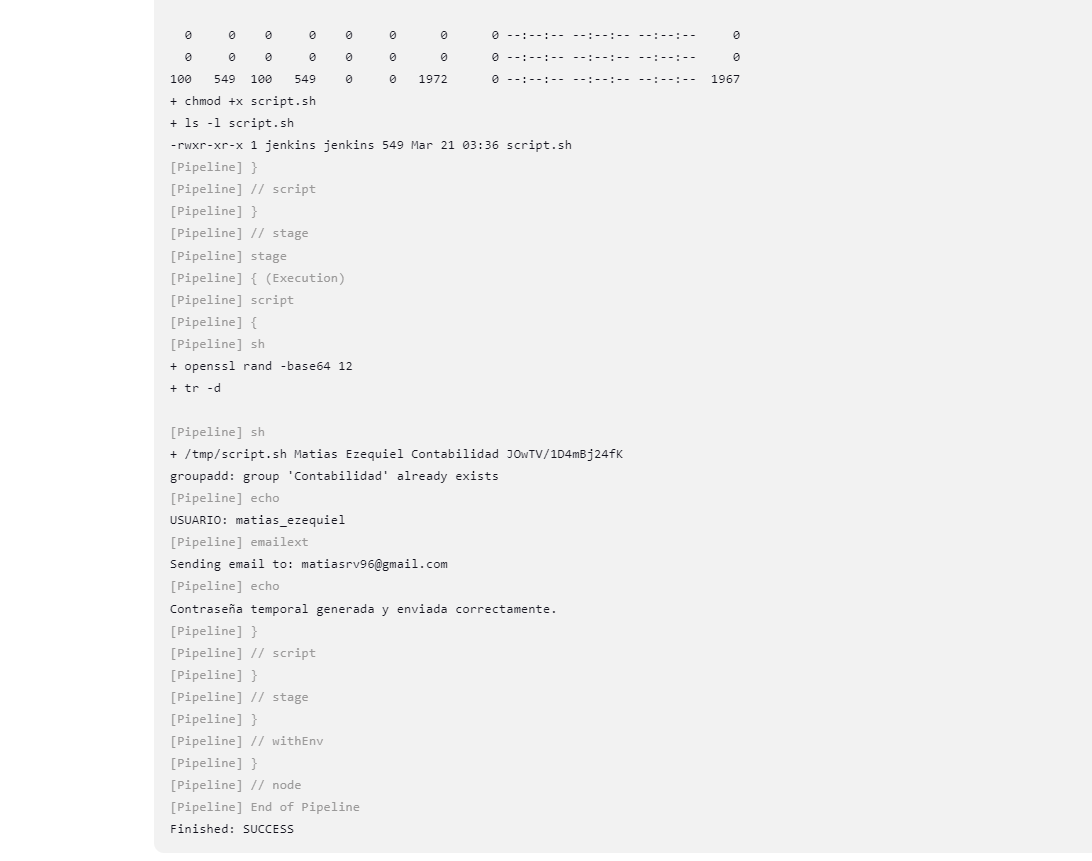 0 0 0 0 0 0 0 0 --:--:-- --:--:-- --:--:-- 0
0 0 0 0 0 0 0 0 --:--:-- --:--:-- --:--:-- 0
100 549 100 549 0 0 1972 0 --:--:-- --:--:-- --:--:-- 1967
+ chmod +x script.sh
+ ls -l script.sh
-rwxr-xr-x 1 jenkins jenkins 549 Mar 21 03:36 script.sh
[Pipeline] }
[Pipeline] // script
[Pipeline] }
[Pipeline] // stage
[Pipeline] stage
[Pipeline] { (Execution)
[Pipeline] script
[Pipeline] {
[Pipeline] sh
+ openssl rand -base64 12
+ tr -d
[Pipeline] sh
+ /tmp/script.sh Matias Ezequiel Contabilidad JOwTV/1D4mBj24fK
groupadd: group 'Contabilidad' already exists
[Pipeline] echo
USUARIO: matias_ezequiel
[Pipeline] emailext
Sending email to: matiasrv96@gmail.com
[Pipeline] echo
Contraseña temporal generada y enviada correctamente.
[Pipeline] }
[Pipeline] // script
[Pipeline] }
[Pipeline] // stage
[Pipeline] }
[Pipeline] // withEnv
[Pipeline] }
[Pipeline] // node
[Pipeline] End of Pipeline
Finished: SUCCESS